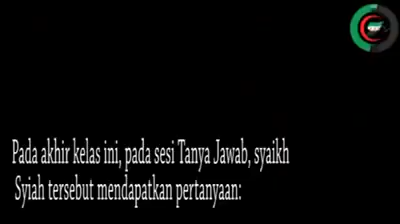 Pada akhir kelas ini, pada sesi Tanya Jawab, syaikh
Syiah tersebut mendapatkan pertanyaan: